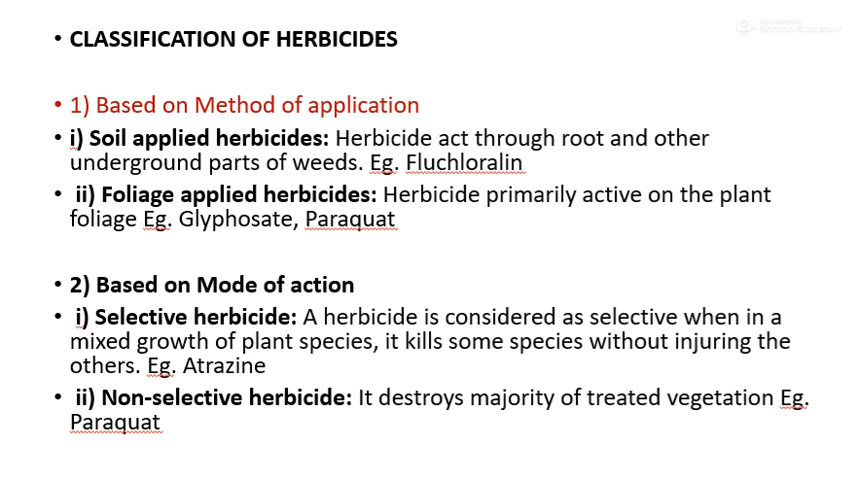 • CLASSIFICATION OF HERBICIDES
• 1) Based on Method of application
• i) Soil applied herbicides: Herbicide act through root and other
underground parts of weeds. Eg. Fluchloralin
• ii) Foliage applied herbicides: Herbicide primarily active on the plant
foliage Eg. Glyphosate, Paraquat
• 2) Based on Mode of action
• i) Selective herbicide: A herbicide is considered as selective when in a
mixed growth of plant species, it kills some species without injuring the
others. Eg. Atrazine
• ii) Non-selective herbicide: It destroys majority of treated vegetation Eg.
Paraquat
Screen Recorder